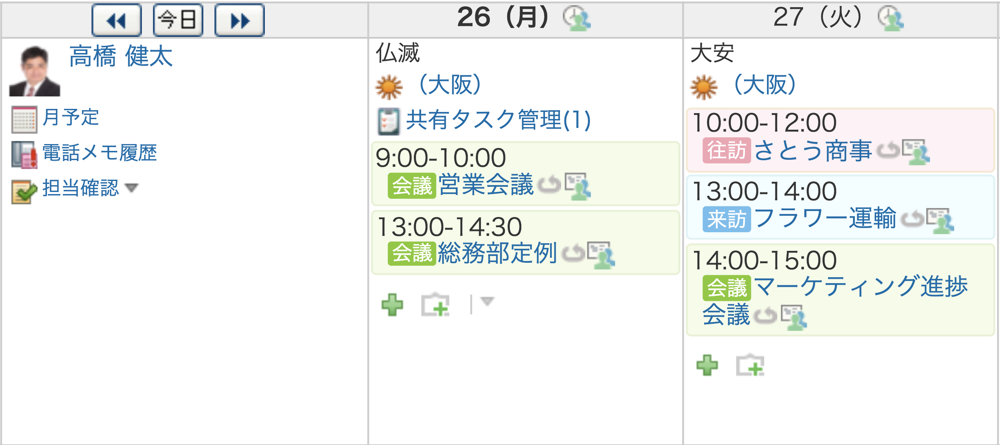 今日
26（月）
27（火）
高橋 健太
月予定
電話メモ履歴
担当確認
仏滅
（大阪）
共有タスク管理(1)
9:00-10:00
会議 営業会議
13:00-14:30
会議 総務部定例
大安
（大阪）
10:00-12:00
往訪 さとう商事
13:00-14:00
来訪 フラワー運輸
14:00-15:00
会議 マーケティング進捗
会議